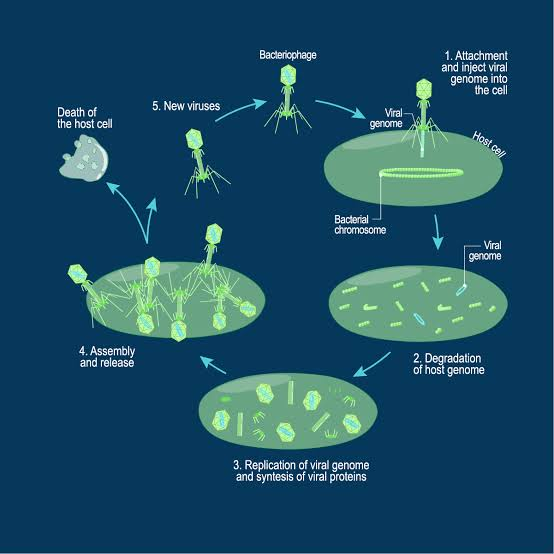 Bacteriophage
1. Attachment
and inject viral
genome into
the cell
Viral
genome
Host cell
Bacterial
chromosome
Viral
genome
2. Degradation
of host genome
3. Replication of viral genome
and syntesis of viral proteins
4. Assembly
and release
5. New viruses
Death of
the host cell